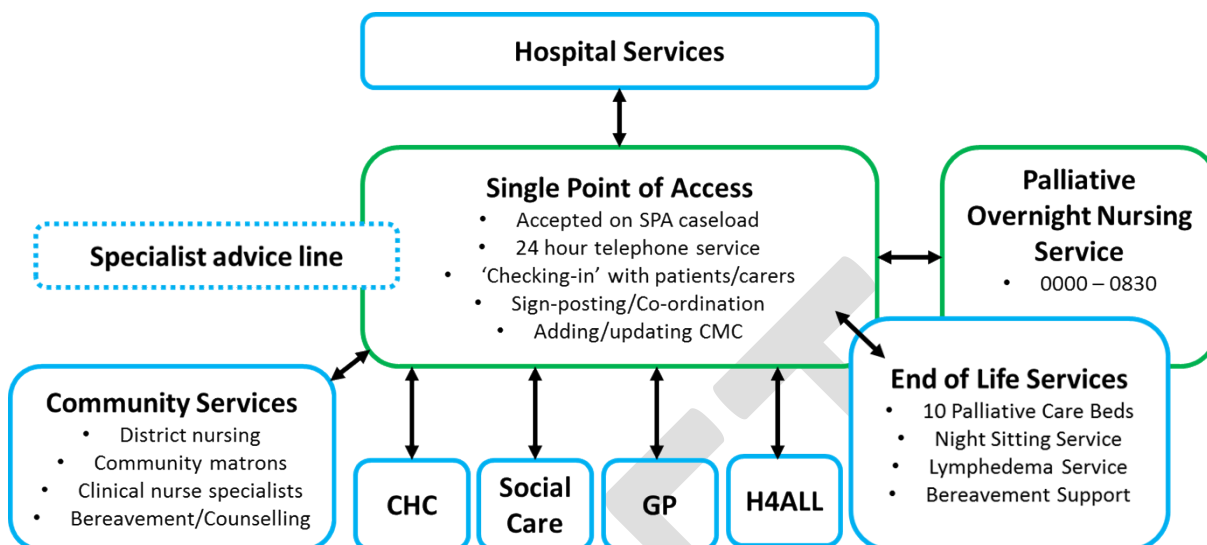 Hospital Services
Single Point of Access
• Accepted on SPA caseload
• 24 hour telephone service
• ‘Checking-in’ with patients/carers
• Sign-posting/Co-ordination
• Adding/updating CMC
Specialist advice line
Palliative
Overnight Nursing
Service
• 0000 – 0830
Community Services
• District nursing
• Community matrons
• Clinical nurse specialists
• Bereavement/Counselling
CHC
Social
Care
GP
H4ALL
End of Life Services
• 10 Palliative Care Beds
• Night Sitting Service
• Lymphedema Service
• Bereavement Support